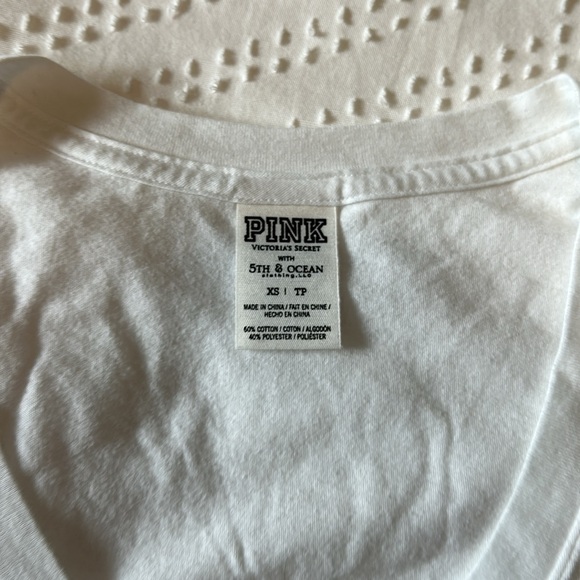 PINK
VICTORIA'S SECRET
WITH
5TH & OCEAN
clothing, LLC
XS | TP
MADE IN CHINA / FAIT EN CHINE /
HECHO EN CHINA
60% COTTON / COTON / ALGODÓN
40% POLYESTER / POLIÉSTER